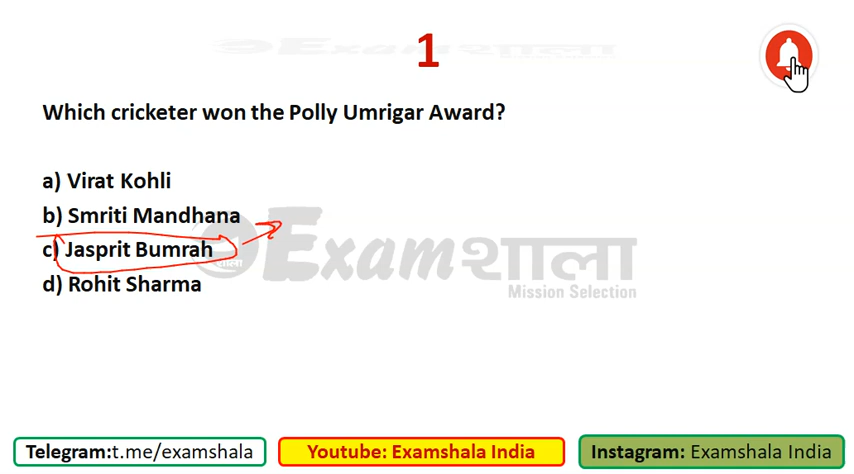 Examशाला
1
Which cricketer won the Polly Umrigar Award?
a) Virat Kohli
b) Smriti Mandhana
c) Jasprit Bumrah
d) Rohit Sharma
Examशाला
Mission Selection
Telegram:t.me/examshala
Youtube: Examshala India
Instagram: Examshala India